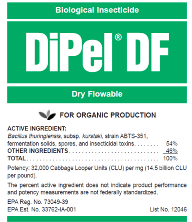 Biological Insecticide
DiPel® DF
Dry Flowable
FOR ORGANIC PRODUCTION
ACTIVE INGREDIENT:
Bacillus thuringiensis, subsp. kurstaki, strain ABTS-351,
fermentation solids, spores, and insecticidal toxins......... 54%
OTHER INGREDIENTS.................... 46%
TOTAL.................... 100%
Potency: 32,000 Cabbage Looper Units (CLU) per mg (14.5 billion CLU
per pound).
The percent active ingredient does not indicate product performance
and potency measurements are not federally standardized.
EPA Reg. No. 73049-39
EPA Est. No. 33762-IA-001 List No. 12046